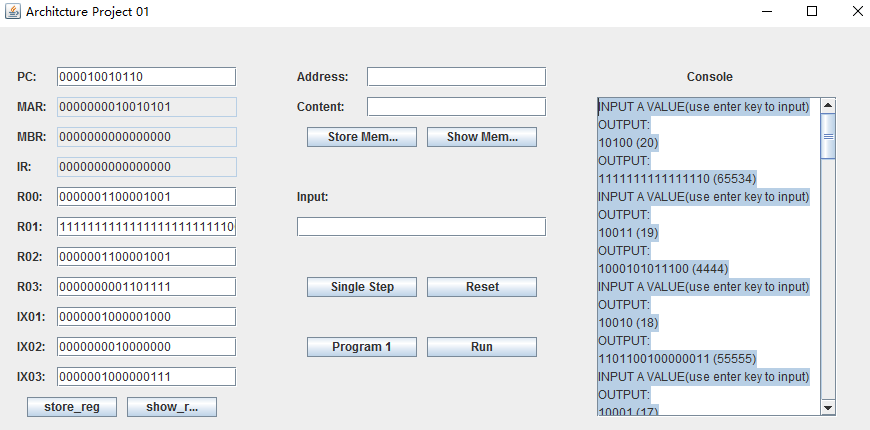 Architcture Project 01
PC: 000010010110
MAR: 0000000010010101
MBR: 0000000000000000
IR: 0000000000000000
R00: 0000001100001001
R01:
R02: 0000001100001001
R03: 0000000001101111
IX01: 0000001000001000
IX02: 0000000010000000
IX03: 0000001000000111
store_reg show_r...
Address:
Content:
Store Mem... Show Mem...
Input:
Single Step Reset
Program 1 Run
Console
INPUT A VALUE(use enter key to input)
OUTPUT:
10100 (20)
OUTPUT:
1111111111111110 (65534)
INPUT A VALUE(use enter key to input)
OUTPUT:
10011 (19)
OUTPUT:
1000101011100 (4444)
INPUT A VALUE(use enter key to input)
OUTPUT:
10010 (18)
OUTPUT:
1101100100000011 (55555)
INPUT A VALUE(use enter key to input)
OUTPUT:
10001 (17)